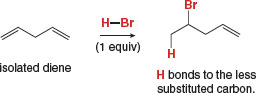 Br
H–Br
(1 equiv)
H
isolated diene
H bonds to the less
substituted carbon.